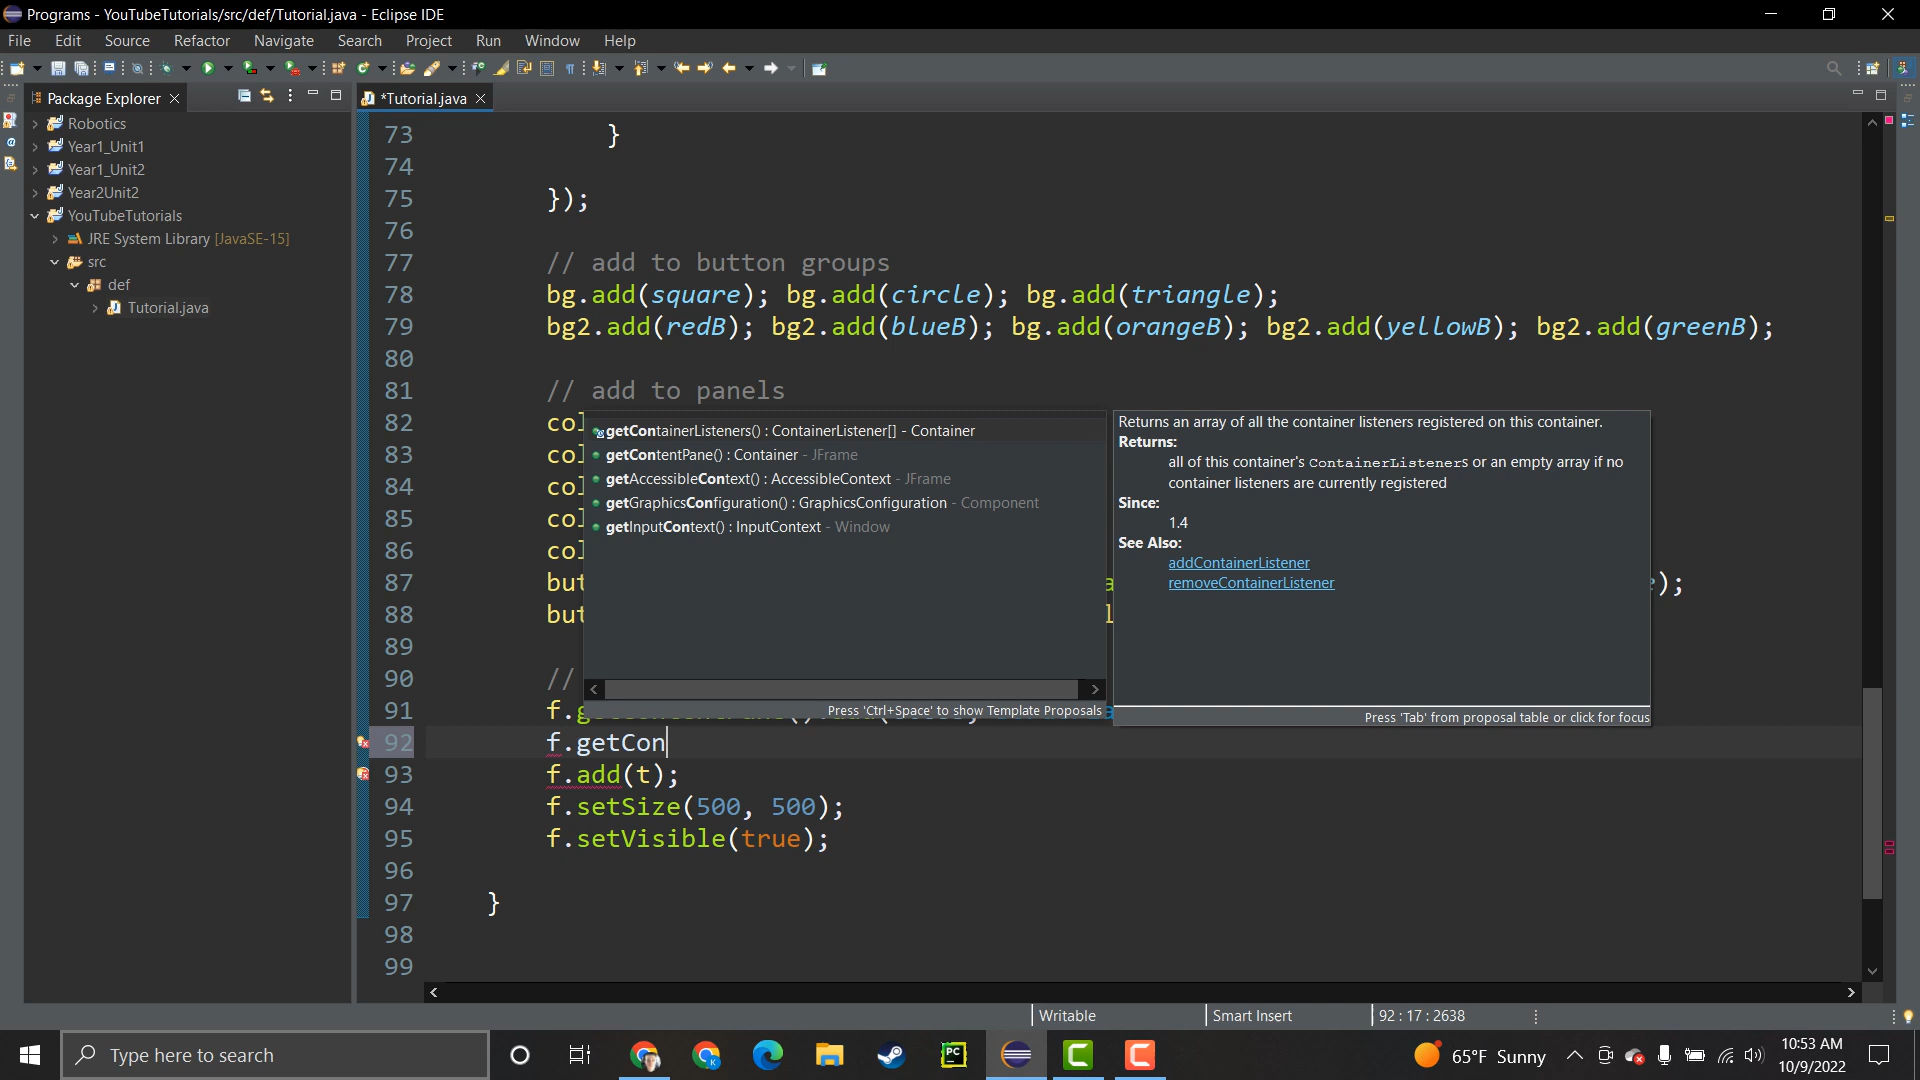 Programs - YouTubeTutorials/src/def/Tutorial.java - Eclipse IDE
File Edit Source Refactor Navigate Search Project Run Window Help
Package Explorer
*Tutorial.java
Robotics
Year1_Unit1
Year1_Unit2
Year2Unit2
YouTubeTutorials
JRE System Library [JavaSE-15]
src
def
Tutorial.java
73 }
74
75 });
76
77 // add to button groups
78 bg.add(square); bg.add(circle); bg.add(triangle);
79 bg2.add(redB); bg2.add(blueB); bg.add(orangeB); bg2.add(yellowB); bg2.add(greenB);
80
81 // add to panels
82 col
83 col
84 col
85 col
86 col
87 but );
88 but
89
90 //
91 f.
92 f.getCon
93 f.add(t);
94 f.setSize(500, 500);
95 f.setVisible(true);
96
97 }
98
99
getContainerListeners() : ContainerListener[] - Container
getContentPane() : Container - JFrame
getAccessibleContext() : AccessibleContext - JFrame
getGraphicsConfiguration() : GraphicsConfiguration - Component
getInputContext() : InputContext - Window
Press 'Ctrl+Space' to show Template Proposals
Returns an array of all the container listeners registered on this container.
Returns:
all of this container's ContainerListeners or an empty array if no
container listeners are currently registered
Since:
1.4
See Also:
addContainerListener
removeContainerListener
Press 'Tab' from proposal table or click for focus
Writable Smart Insert 92 : 17 : 2638
Type here to search
65°F Sunny
10:53 AM
10/9/2022